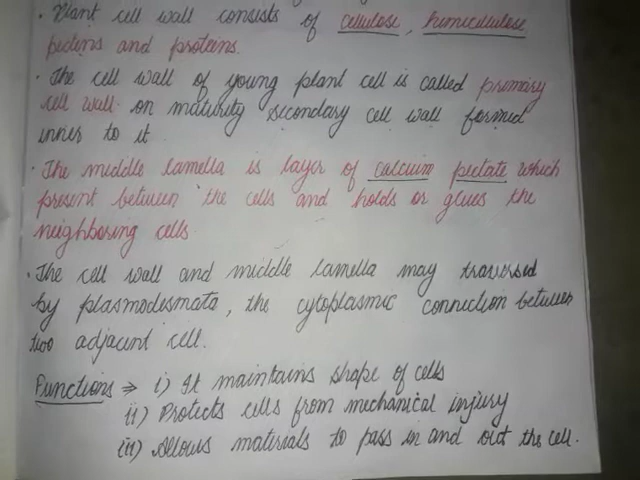 • Plant cell wall consists of cellulose, himicellulose
pectens and proteins.
• The cell wall of young plant cell is called primary
cell wall on maturity secondary cell wall formed
inner to it
• The middle lamella is layer of calcium pectate which
present between the cells and holds or glues the
neighboring cells
• The cell wall and middle lamella may traversed
by plasmodesmata, the cytoplasmic connection between
two adjacent cell.
Functions ⇒ i) It maintains shape of cells
ii) Protects cells from mechanical injury
(iii) Allows materials to pass in and out the cell.